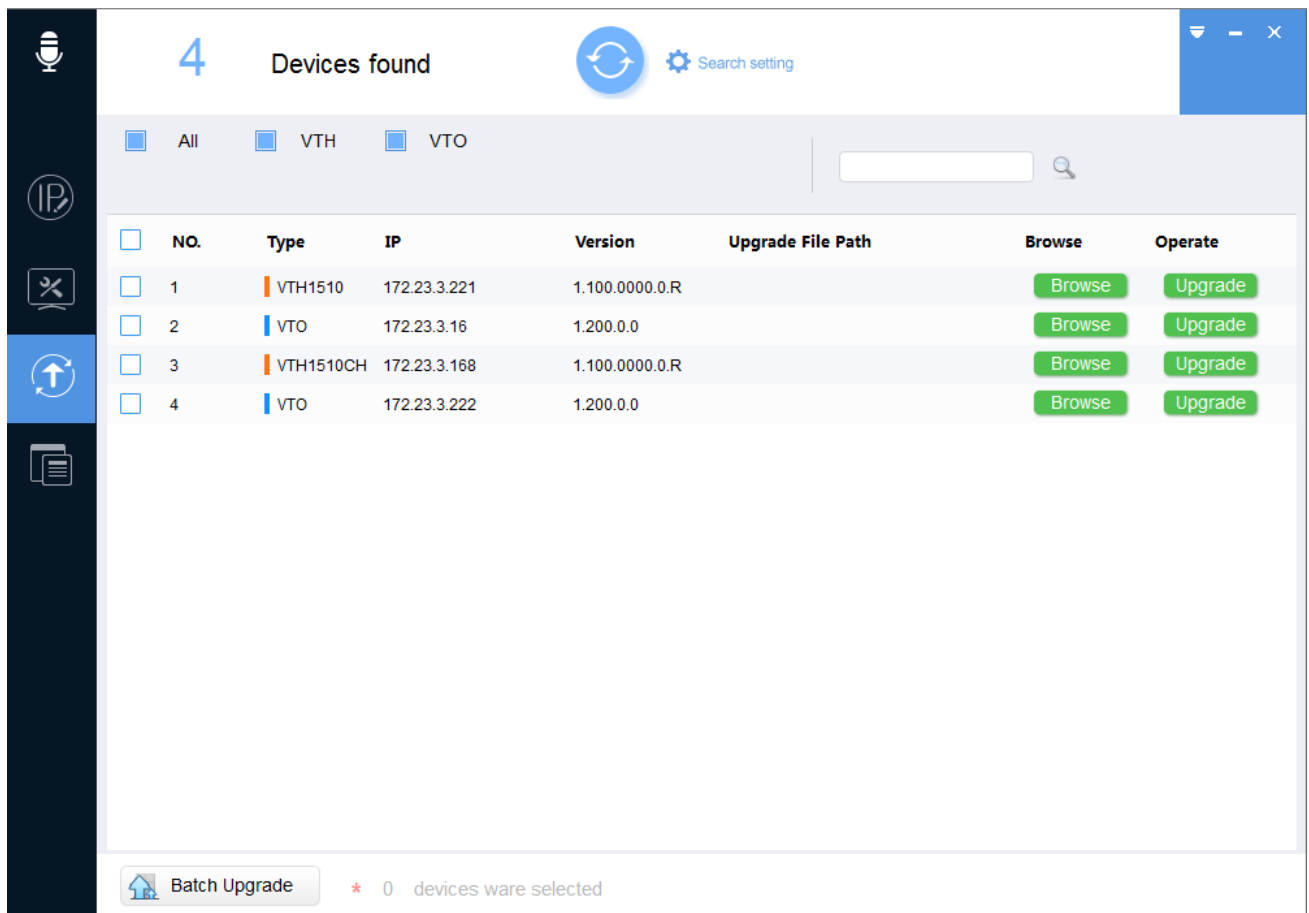 4 Devices found Search setting
All VTH VTO
IP
NO. Type IP Version Upgrade File Path Browse Operate
1 VTH1510 172.23.3.221 1.100.0000.0.R Browse Upgrade
2 VTO 172.23.3.16 1.200.0.0 Browse Upgrade
3 VTH1510CH 172.23.3.168 1.100.0000.0.R Browse Upgrade
4 VTO 172.23.3.222 1.200.0.0 Browse Upgrade
Batch Upgrade * 0 devices ware selected